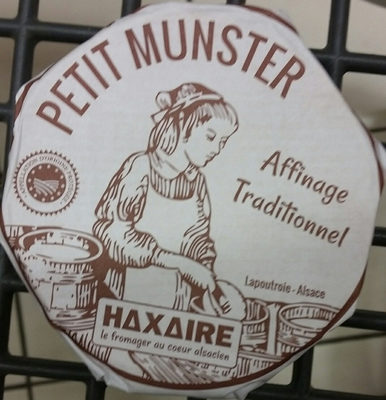 PETIT MUNSTER
Affinage
Traditionnel
Lapoutroie - Alsace
HAXAIRE
le fromager au coeur alsacien